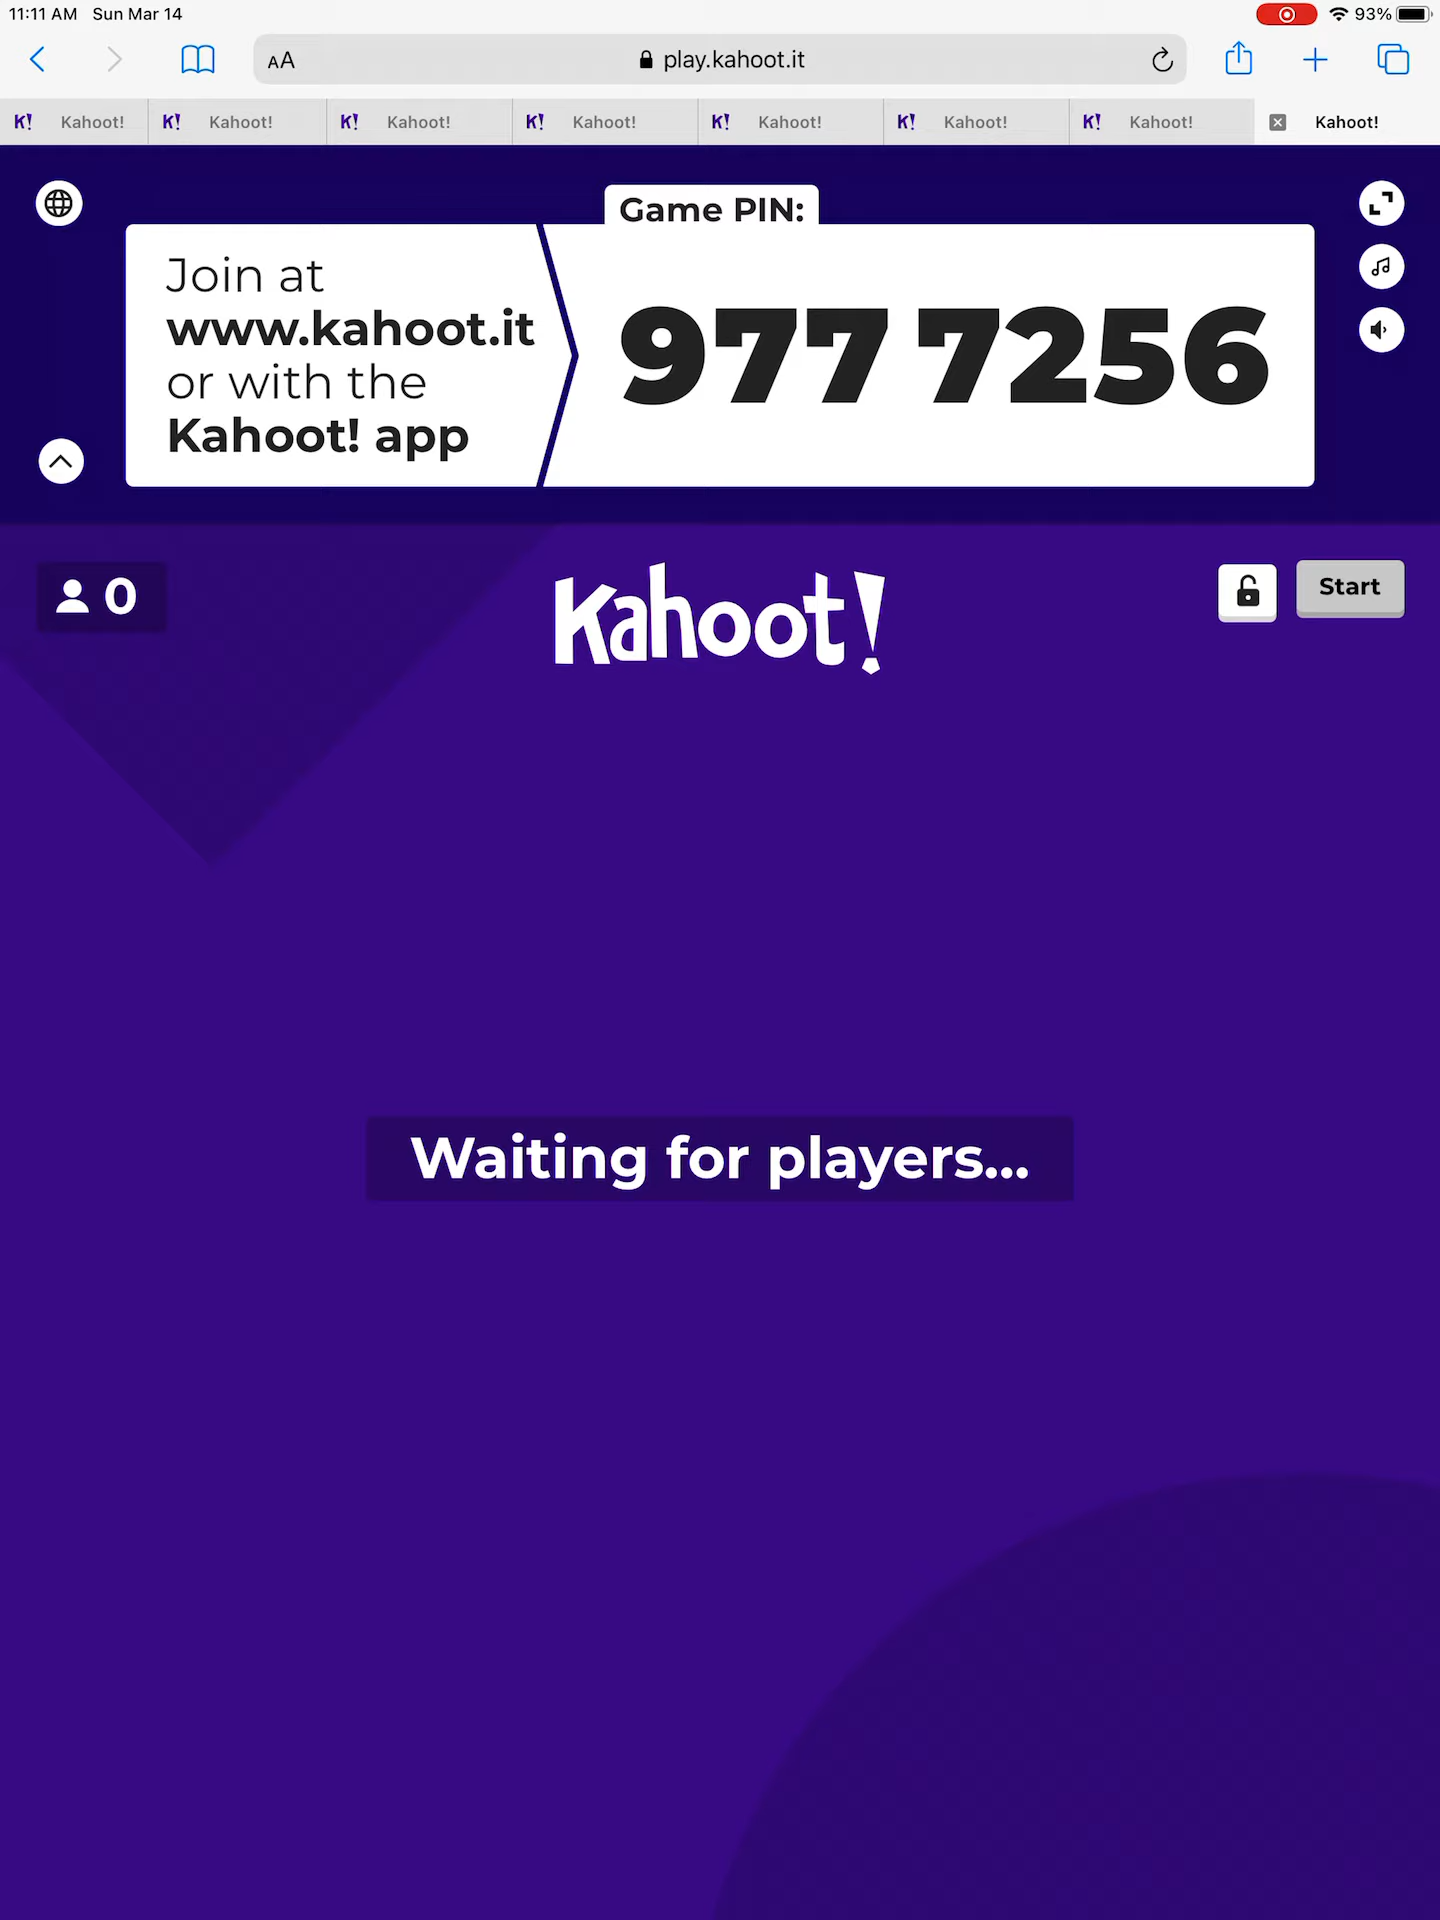 11:11 AM Sun Mar 14 93%
AA play.kahoot.it
K! Kahoot! K! Kahoot! K! Kahoot! K! Kahoot! K! Kahoot! K! Kahoot! K! Kahoot! Kahoot!
Game PIN:
Join at
www.kahoot.it
or with the
Kahoot! app
977 7256
0
Kahoot!
Start
Waiting for players...